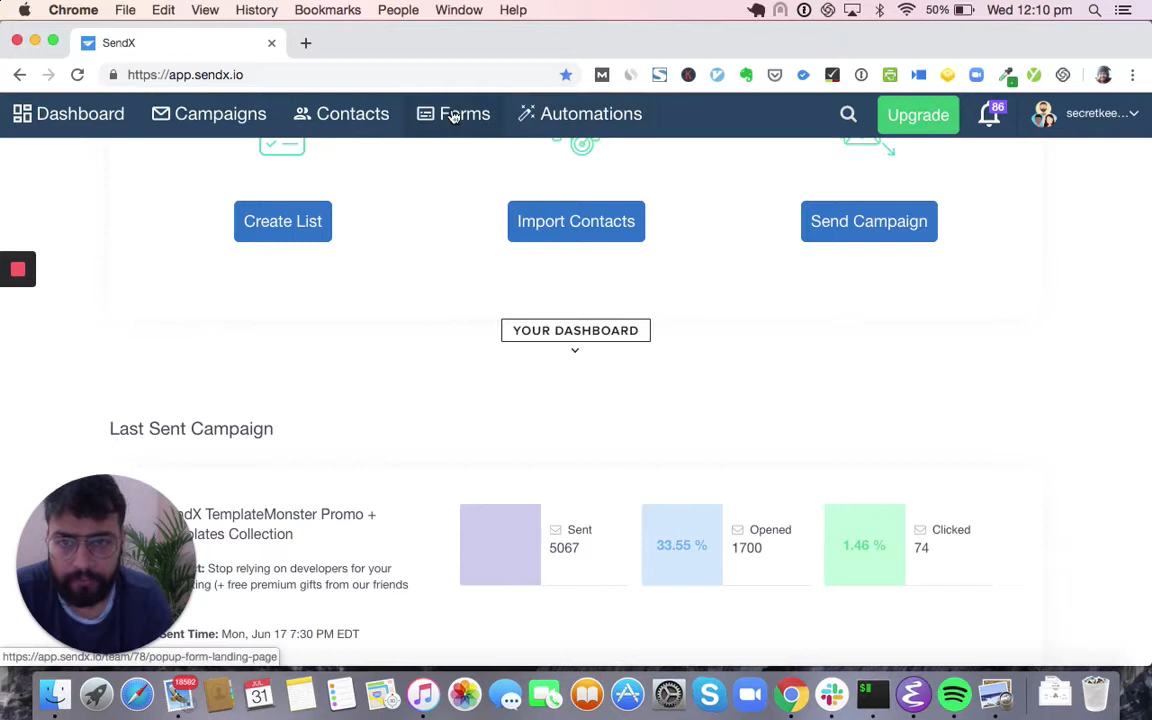 Chrome File Edit View History Bookmarks People Window Help 50% Wed 12:10 pm
SendX
https://app.sendx.io
Dashboard Campaigns Contacts Forms Automations Upgrade 86 secretkee...
Create List Import Contacts Send Campaign
YOUR DASHBOARD
Last Sent Campaign
ndX TemplateMonster Promo +
plates Collection
t: Stop relying on developers for your
ting (+ free premium gifts from our friends
Sent Time: Mon, Jun 17 7:30 PM EDT
Sent
5067
33.55 %
Opened
1700
1.46 %
Clicked
74
https://app.sendx.io/team/78/popup-form-landing-page
18592
31